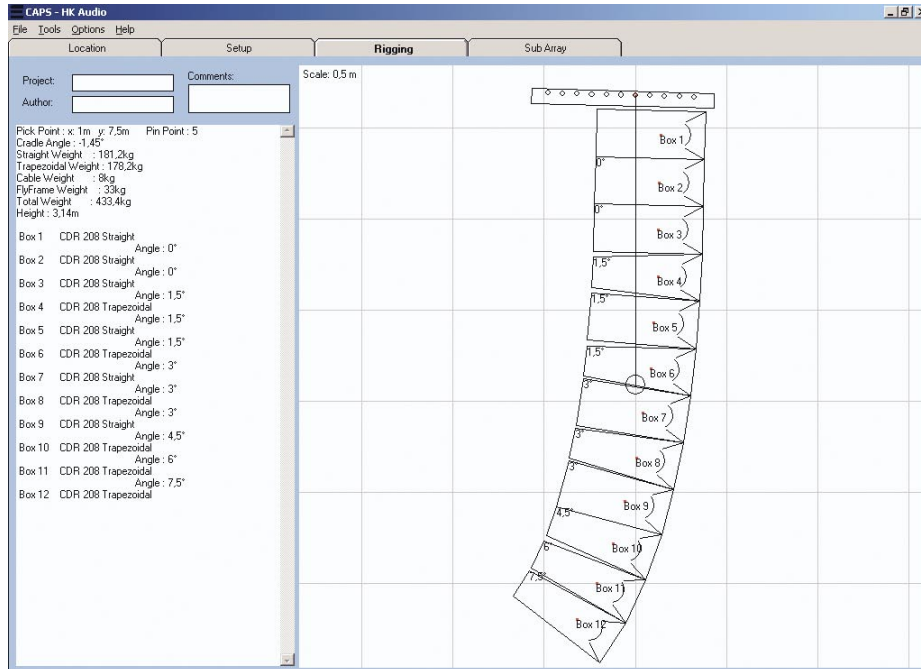 CAPS - HK Audio
File Tools Options Help
Location Setup Rigging Sub Array
Project:
Author:
Comments:
Pick Point : x: 1m y: 7,5m Pin Point : 5
Cradle Angle : -1,45°
Straight Weight : 181,2kg
Trapezoidal Weight : 178,2kg
Cable Weight : 8kg
FlyFrame Weight : 33kg
Total Weight : 433,4kg
Height : 3,14m
Box 1 CDR 208 Straight
Angle : 0°
Box 2 CDR 208 Straight
Angle : 0°
Box 3 CDR 208 Straight
Angle : 1,5°
Box 4 CDR 208 Trapezoidal
Angle : 1,5°
Box 5 CDR 208 Straight
Angle : 1,5°
Box 6 CDR 208 Trapezoidal
Angle : 3°
Box 7 CDR 208 Straight
Angle : 3°
Box 8 CDR 208 Trapezoidal
Angle : 3°
Box 9 CDR 208 Straight
Angle : 4,5°
Box 10 CDR 208 Trapezoidal
Angle : 6°
Box 11 CDR 208 Trapezoidal
Angle : 7,5°
Box 12 CDR 208 Trapezoidal
Scale: 0,5 m
Box 1
0°
Box 2
0°
Box 3
1,5°
Box 4
1,5°
Box 5
1,5°
Box 6
3°
Box 7
3°
Box 8
3°
Box 9
4,5°
Box 10
6°
Box 11
7,5°
Box 12